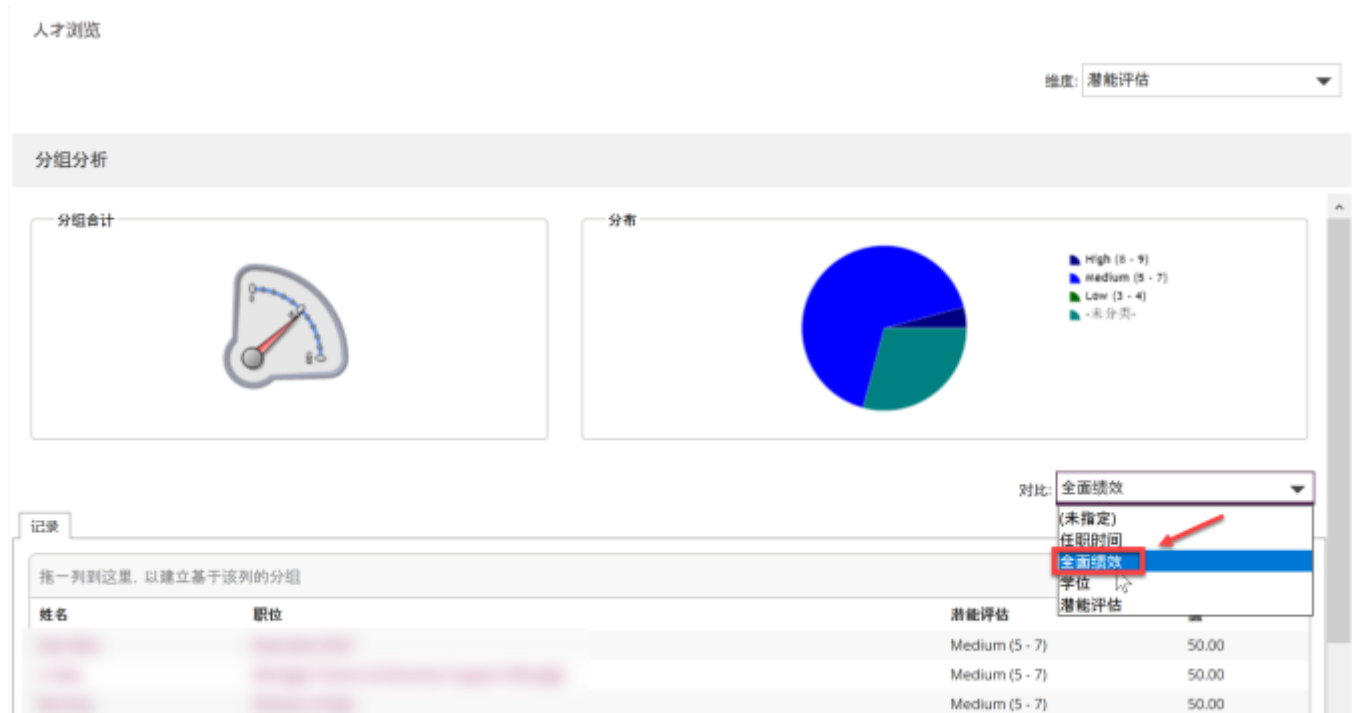 人才浏览
维度: 潜能评估
分组分析
分组合计
分布
High (8 - 9)
Medium (5 - 7)
Low (3 - 4)
-未分类-
对比: 全面绩效
(未指定)
任职时间
全面绩效
学位
潜能评估
记录
拖一列到这里, 以建立基于该列的分组
姓名 职位 潜能评估
Medium (5 - 7) 50.00
Medium (5 - 7) 50.00
Medium (5 - 7) 50.00